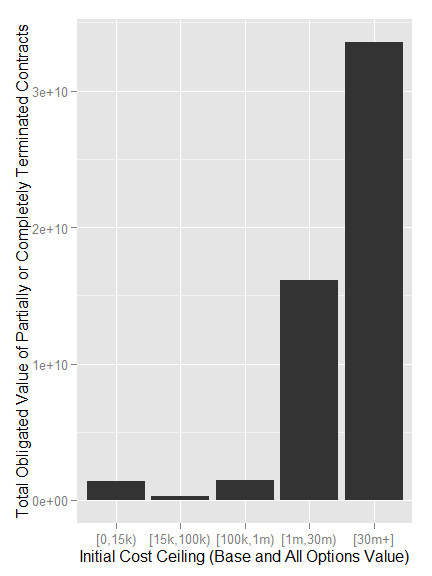 Total Obligated Value of Partially or Completely Terminated Contracts
3e+10
2e+10
1e+10
0e+00
[0,15k) [15k,100k) [100k,1m) [1m,30m) [30m+]
Initial Cost Ceiling (Base and All Options Value)